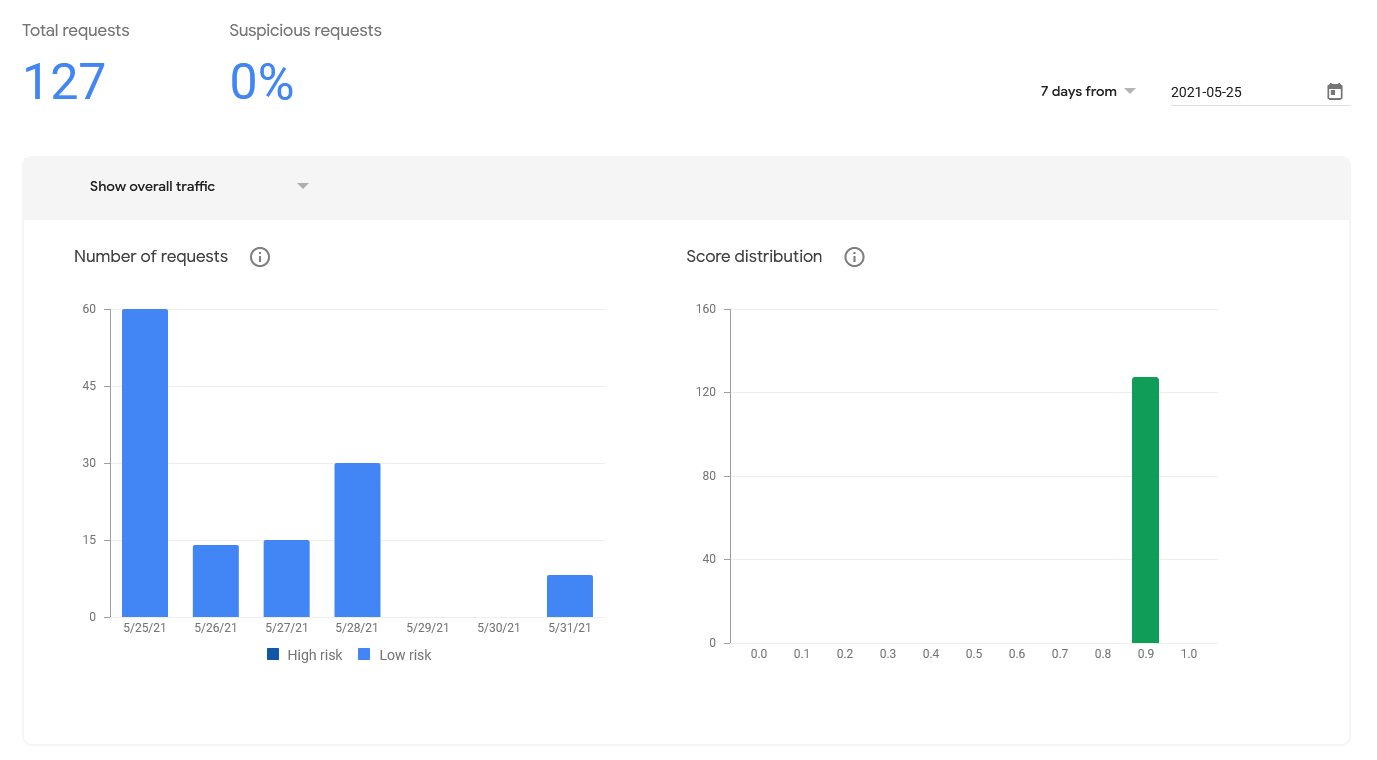 Total requests
Suspicious requests
127
0%
7 days from
2021-05-25
Show overall traffic
Number of requests
Score distribution
60
45
30
15
0
5/25/21 5/26/21 5/27/21 5/28/21 5/29/21 5/30/21 5/31/21
High risk Low risk
160
120
80
40
0
0.0 0.1 0.2 0.3 0.4 0.5 0.6 0.7 0.8 0.9 1.0